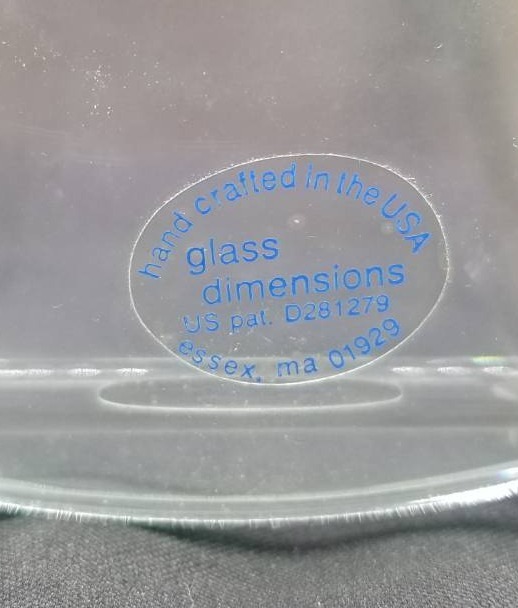 hand crafted in the USA
glass
dimensions
US pat. D281279
essex, ma 01929